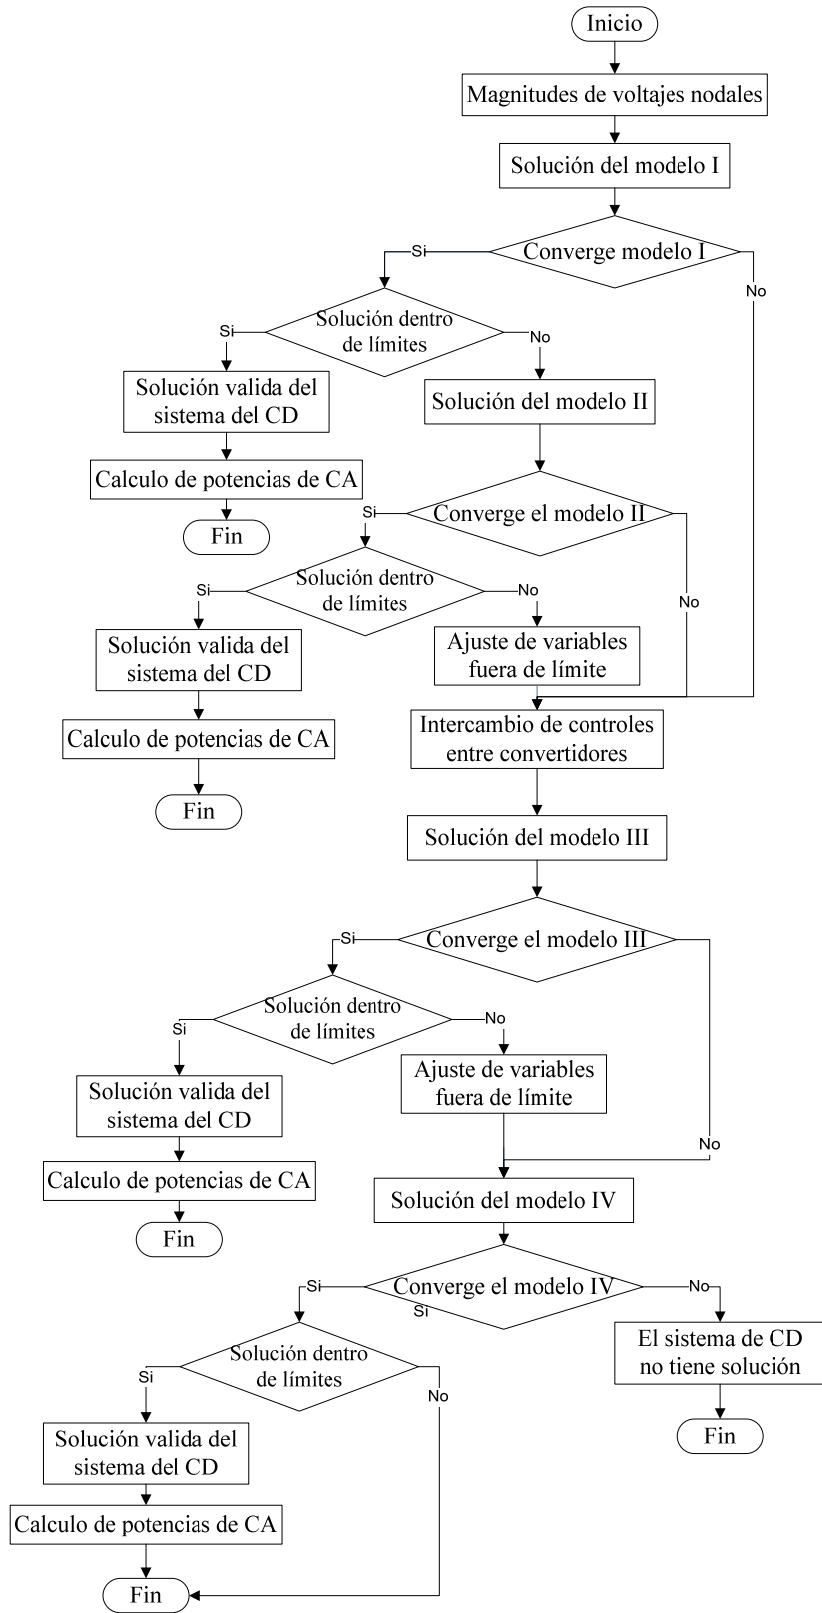 Inicio
Magnitudes de voltajes nodales
Solución del modelo I
Converge modelo I
Si
No
Solución dentro
de límites
Si
No
Solución valida del
sistema del CD
Solución del modelo II
Calculo de potencias de CA
Fin
Converge el modelo II
Si
No
Solución dentro
de límites
Si
No
Solución valida del
sistema del CD
Ajuste de variables
fuera de límite
Calculo de potencias de CA
Intercambio de controles
entre convertidores
Fin
Solución del modelo III
Converge el modelo III
Si
No
Solución dentro
de límites
Si
No
Solución valida del
sistema del CD
Ajuste de variables
fuera de límite
Calculo de potencias de CA
Solución del modelo IV
Fin
Converge el modelo IV
Si
Si
No
Solución dentro
de límites
El sistema de CD
no tiene solución
Si
No
Fin
Solución valida del
sistema del CD
Calculo de potencias de CA
Fin